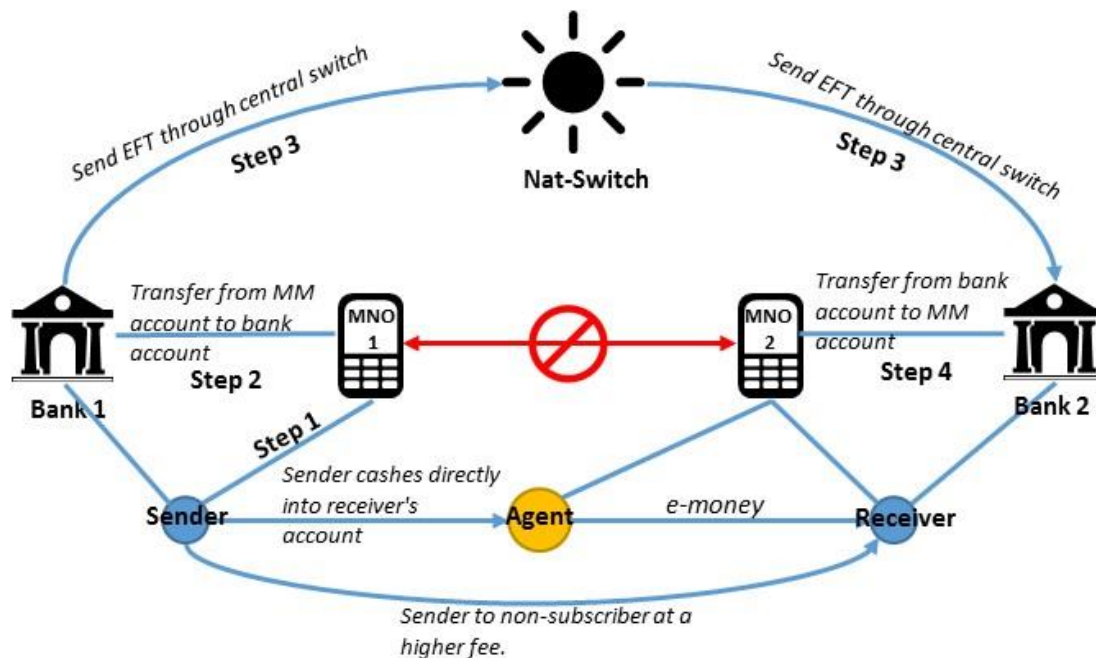 Send EFT through central switch
Step 3
Nat-Switch
Send EFT through central switch
Step 3
Transfer from MM
account to bank
account
Step 2
Bank 1
MNO
1
MNO
2
Transfer from bank
account to MM
account
Step 4
Bank 2
Step 1
Sender
Sender cashes directly
into receiver's
account
Agent
e-money
Receiver
Sender to non-subscriber at a
higher fee.